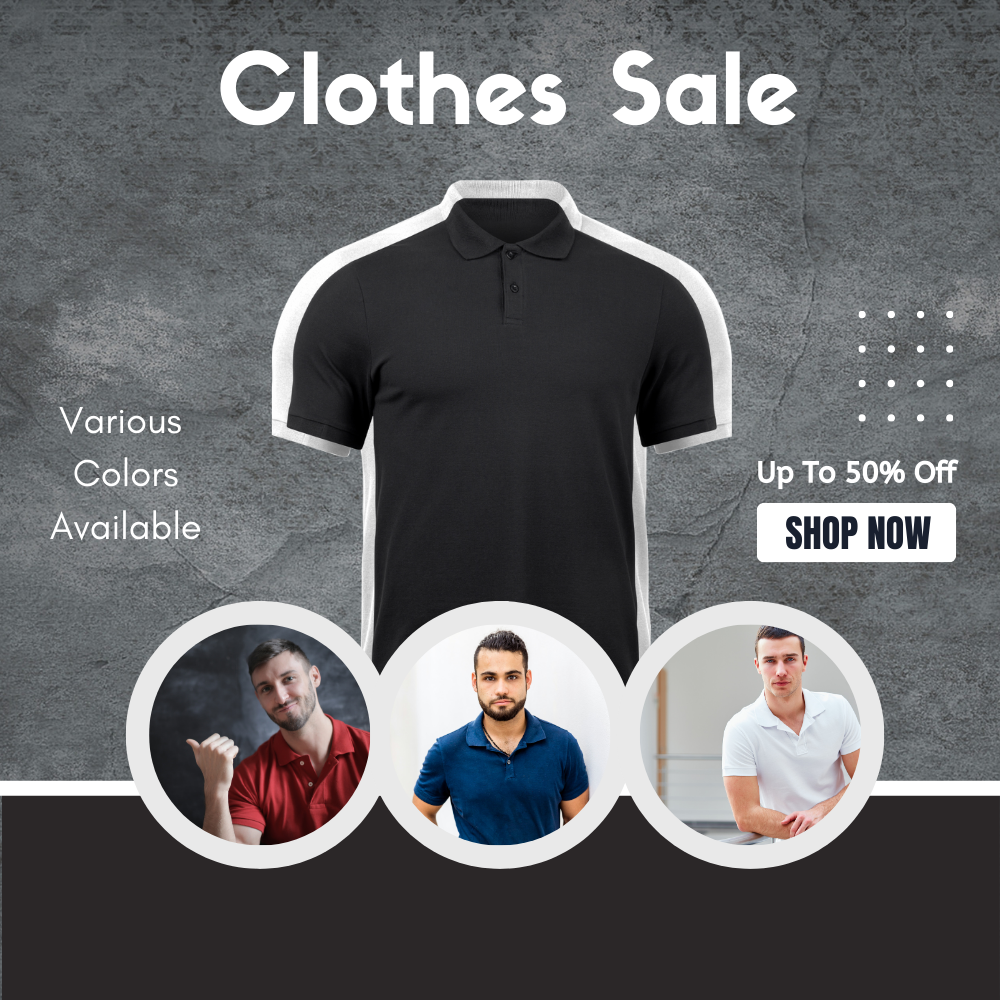 Clothes Sale
Various
Colors
Available
Up To 50% Off
SHOP NOW